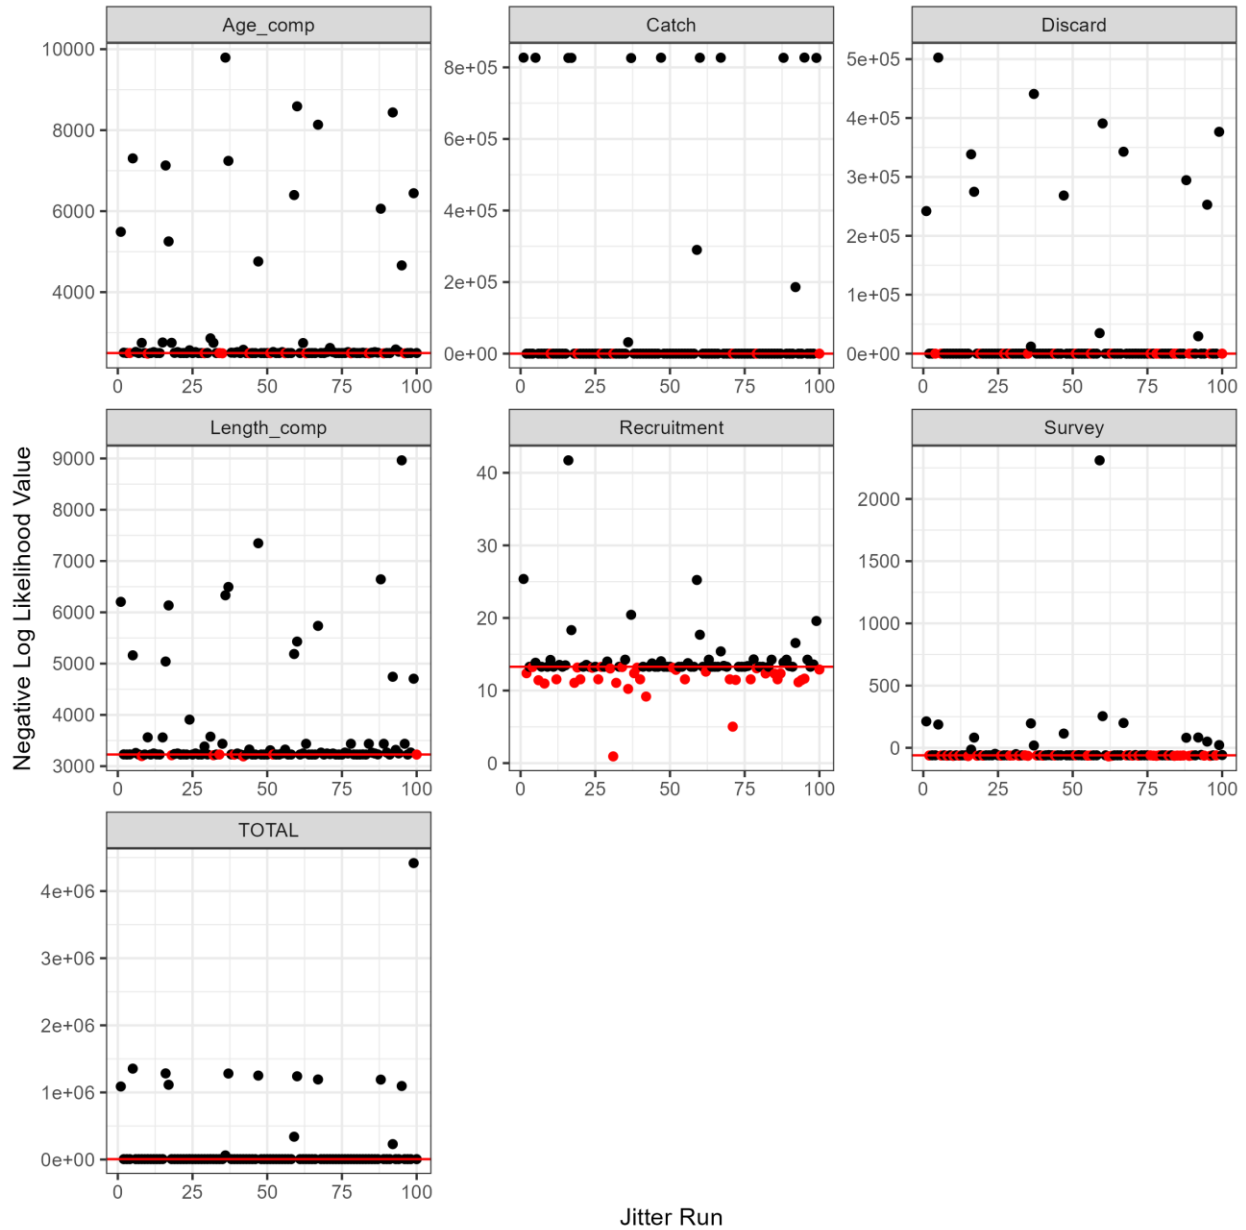 Age_comp
Catch
Discard
10000
8000
6000
4000
0
25
50
75
100
8e+05
6e+05
4e+05
2e+05
0e+00
0
25
50
75
100
5e+05
4e+05
3e+05
2e+05
1e+05
0e+00
0
25
50
75
100
Negative Log Likelihood Value
Length_comp
Recruitment
Survey
9000
8000
7000
6000
5000
4000
3000
0
25
50
75
100
40
30
20
10
0
0
25
50
75
100
2000
1500
1000
500
0
0
25
50
75
100
TOTAL
4e+06
3e+06
2e+06
1e+06
0e+00
0
25
50
75
100
Jitter Run